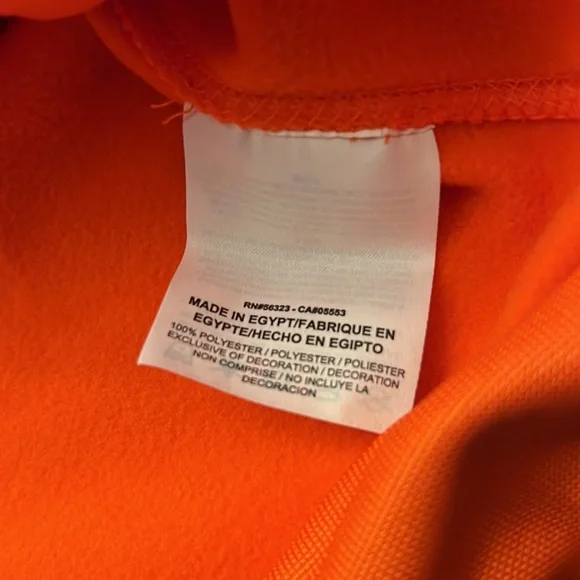 RN#56323 - CA#05553
MADE IN EGYPT/FABRIQUE EN
EGYPTE/HECHO EN EGIPTO
100% POLYESTER / POLYESTER / POLIESTER
EXCLUSIVE OF DECORATION / DECORATION
NON COMPRISE / NO INCLUYE LA
DECORACION